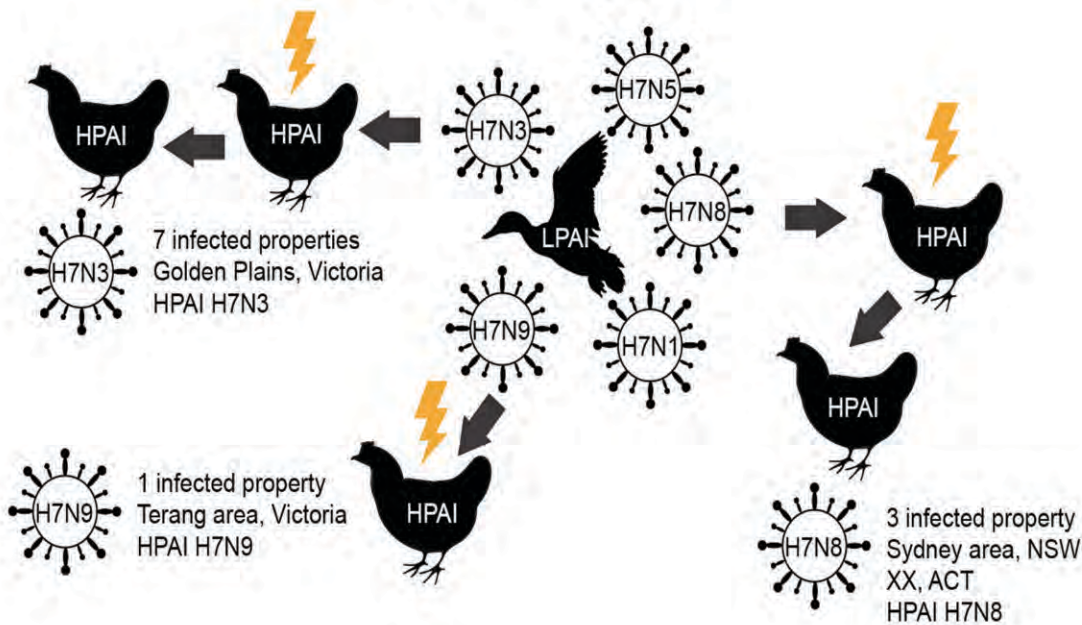 HPAI
HPAI
H7N3
H7N5
H7N8
LPAI
H7N9
H7N1
HPAI
HPAI
H7N3
7 infected properties
Golden Plains, Victoria
HPAI H7N3
HPAI
H7N9
1 infected property
Terang area, Victoria
HPAI H7N9
H7N8
3 infected property
Sydney area, NSW
XX, ACT
HPAI H7N8